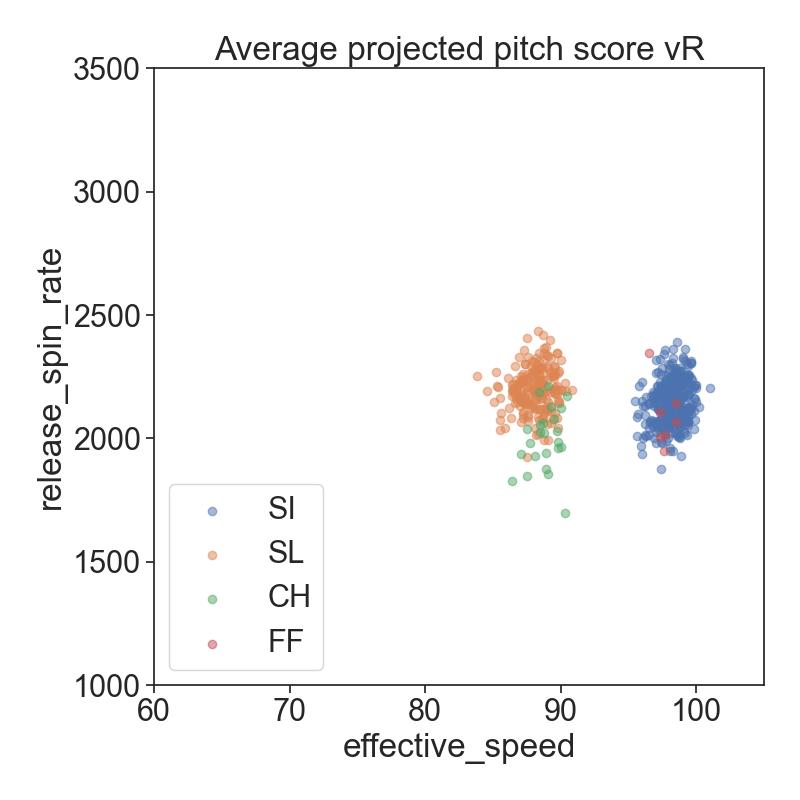 Average projected pitch score vR
release_spin_rate
3500
3000
2500
2000
1500
1000
SI
SL
CH
FF
60
70
80
90
100
effective_speed